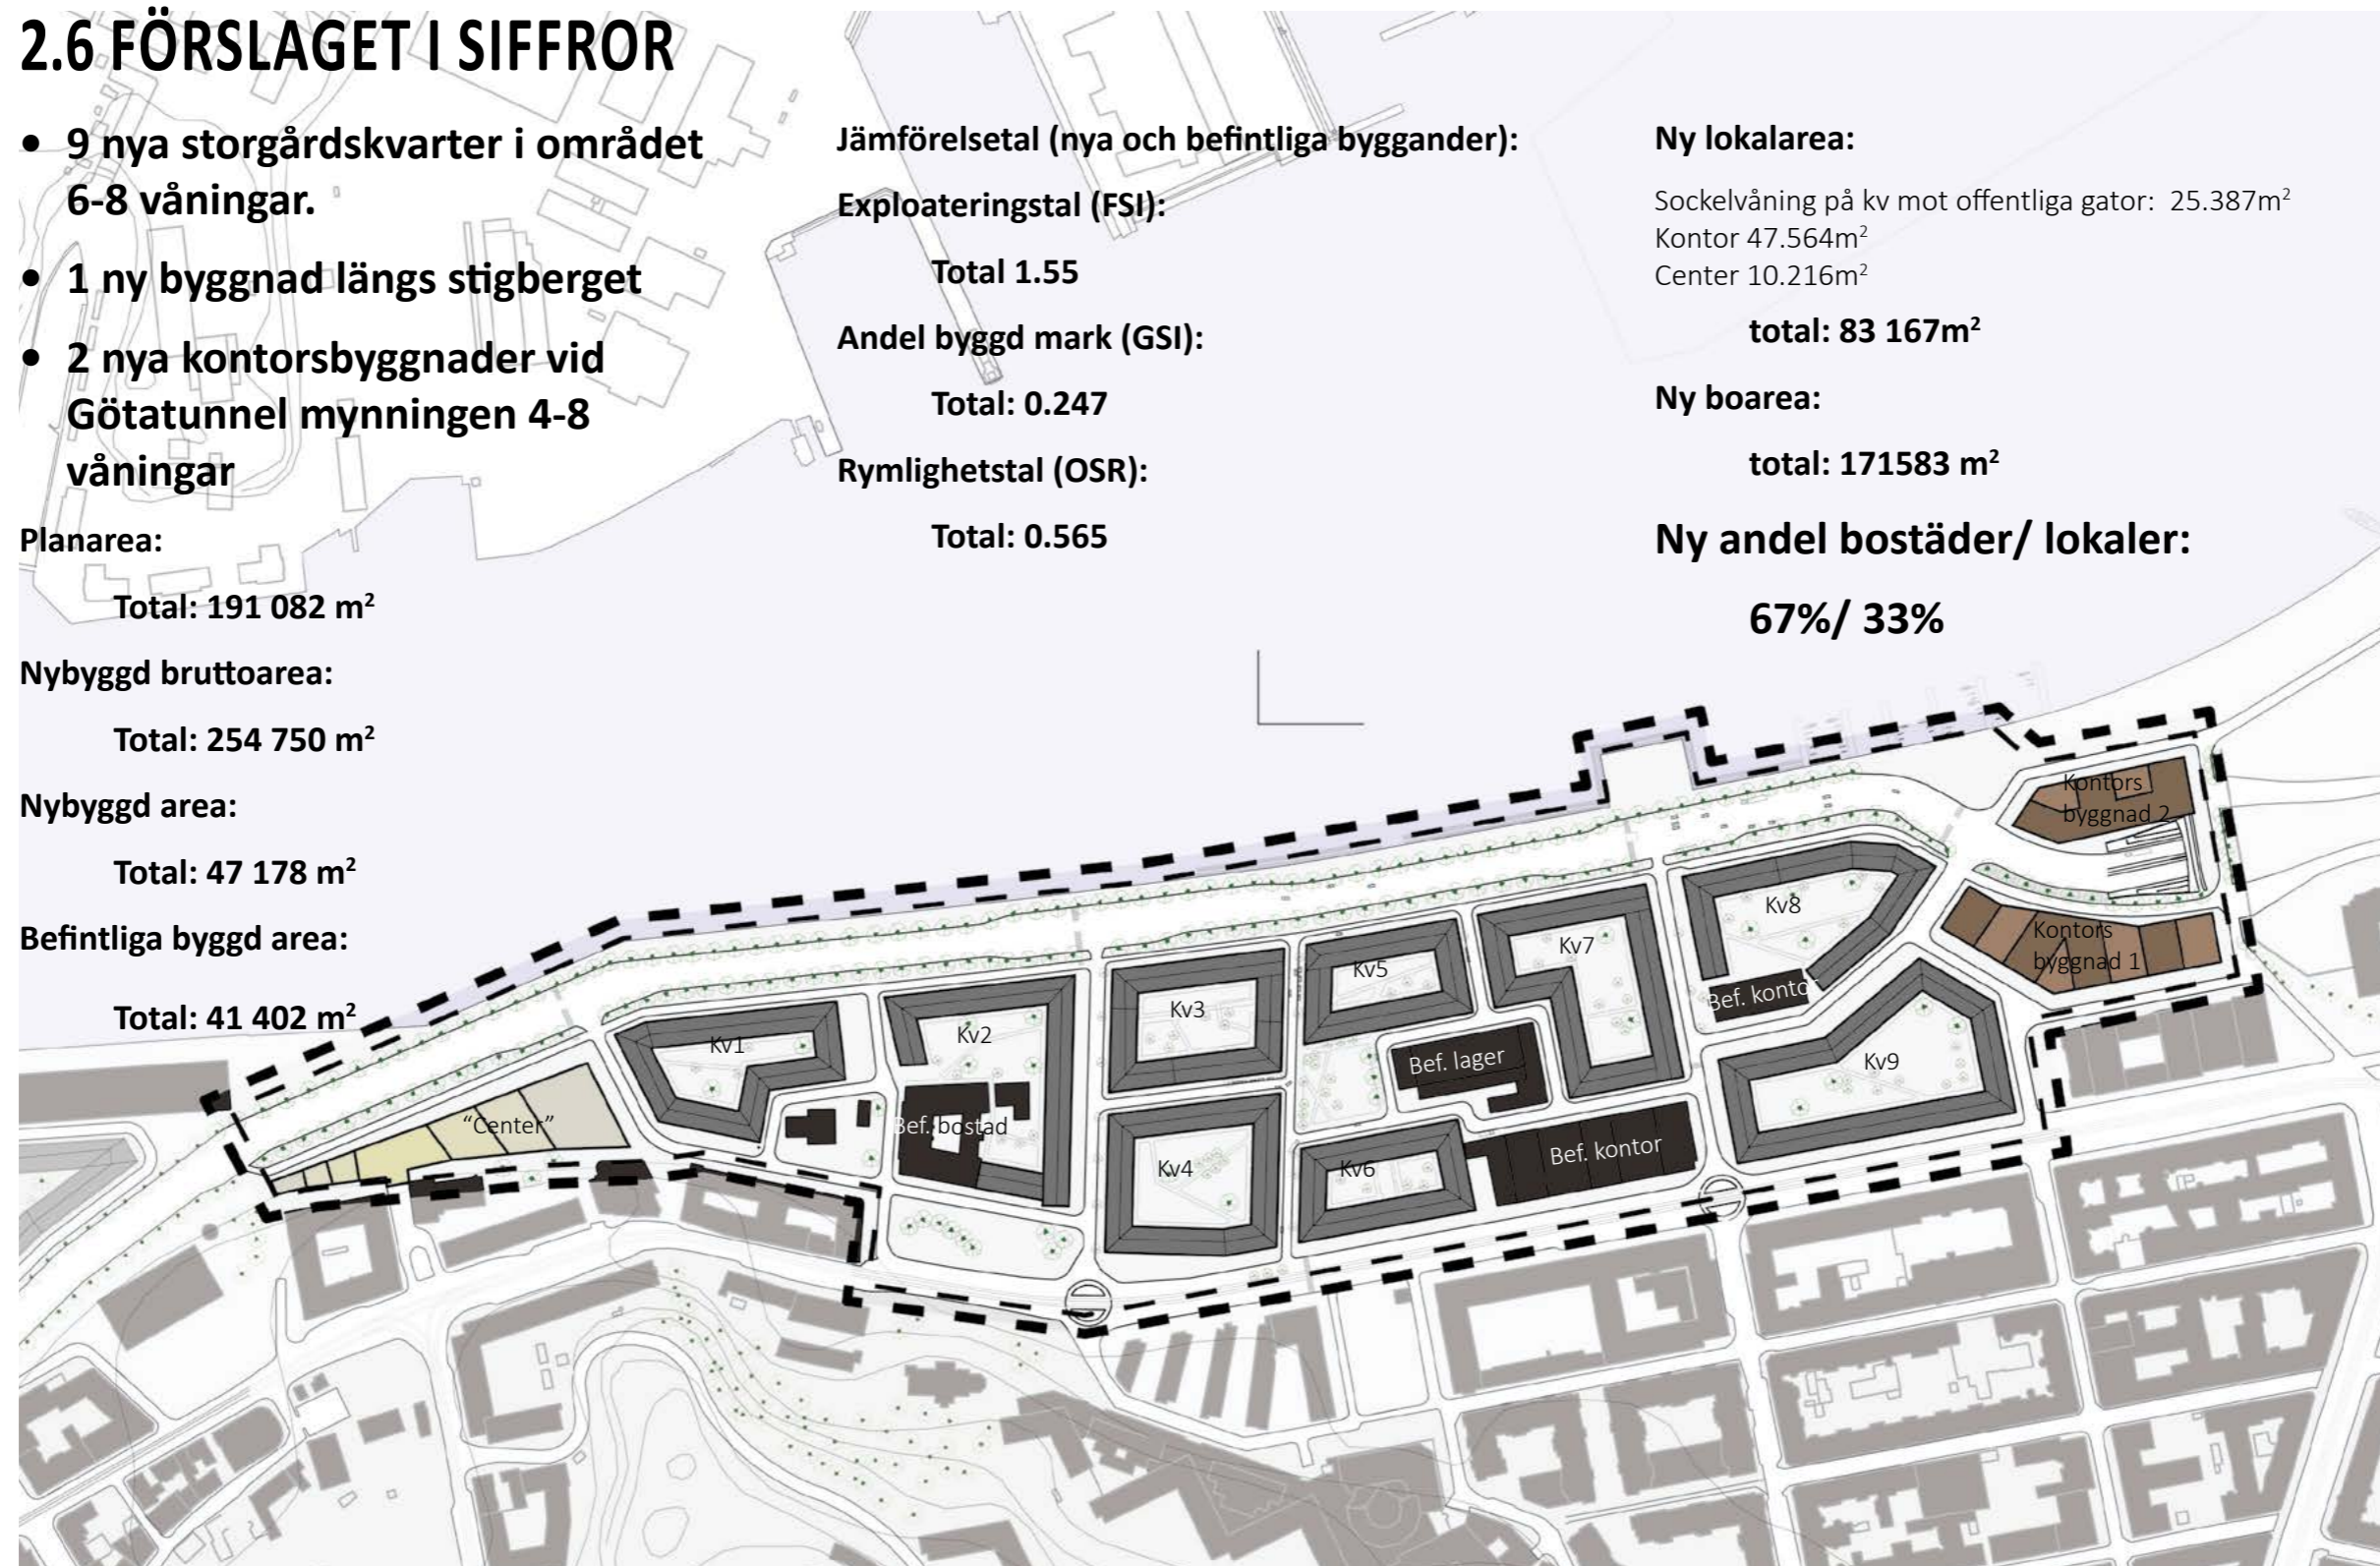 2.6 FÖRSLAGET I SIFFROR
• 9 nya storgårdskvarter i området
6-8 våningar.
• 1 ny byggnad längs stigberget
• 2 nya kontorsbyggnader vid
Götatunnel mynningen 4-8
våningar
Planarea:
Total: 191 082 m²
Nybyggd bruttoarea:
Total: 254 750 m²
Nybyggd area:
Total: 47 178 m²
Befintliga byggd area:
Total: 41 402 m²
Jämförelsetal (nya och befintliga byggander):
Exploateringstal (FSI):
Total 1.55
Andel byggd mark (GSI):
Total: 0.247
Rymlighetstal (OSR):
Total: 0.565
Ny lokalarea:
Sockelvåning på kv mot offentliga gator: 25.387m²
Kontor 47.564m²
Center 10.216m²
total: 83 167m²
Ny boarea:
total: 171583 m²
Ny andel bostäder/ lokaler:
67%/ 33%
Kontors
byggnad 2
Kontors
byggnad 1
Kv8
Kv7
Kv5
Kv3
Kv2
Kv1
Bef. kontor
Bef. lager
Kv9
"Center"
Bef. bostad
Kv4
Kv6
Bef. kontor